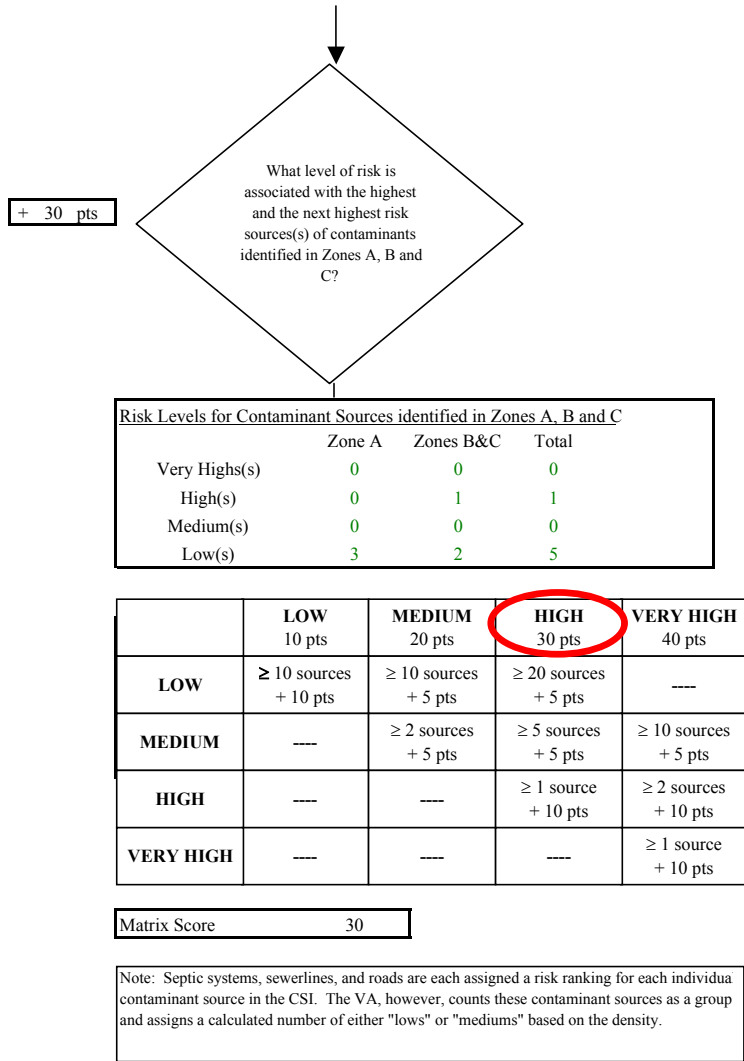 What level of risk is
associated with the highest
+ 30 pts
and the next highest risk
sources(s) of contaminants
identified in Zones A, B and
C?
Risk Levels for Contaminant Sources identified in Zones A, B and C
Zone A Zones B&C Total
Very Highs(s) 0 0 0
High(s) 0 1 1
Medium(s) 0 0 0
Low(s) 3 2 5
LOW MEDIUM HIGH VERY HIGH
10 pts 20 pts 30 pts 40 pts
LOW ≥ 10 sources ≥ 10 sources ≥ 20 sources ----
+ 10 pts + 5 pts + 5 pts
MEDIUM ---- ≥ 2 sources ≥ 5 sources ≥ 10 sources
+ 5 pts + 5 pts + 5 pts
HIGH ---- ---- ≥ 1 source ≥ 2 sources
+ 10 pts + 10 pts
VERY HIGH ---- ---- ---- ≥ 1 source
+ 10 pts
Matrix Score 30
Note: Septic systems, sewerlines, and roads are each assigned a risk ranking for each individua
contaminant source in the CSI. The VA, however, counts these contaminant sources as a group
and assigns a calculated number of either "lows" or "mediums" based on the density.